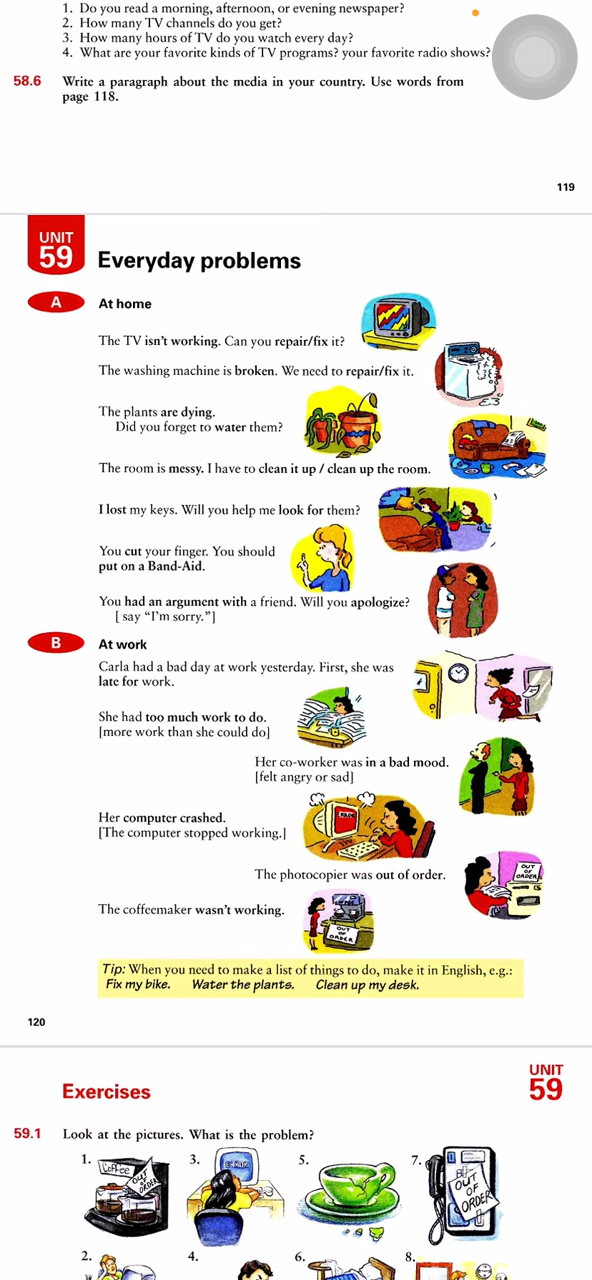 1. Do you read a morning, afternoon, or evening newspaper?
2. How many TV channels do you get?
3. How many hours of TV do you watch every day?
4. What are your favorite kinds of TV programs? your favorite radio shows?
58.6 Write a paragraph about the media in your country. Use words from
page 118.
119
UNIT
59
Everyday problems
A At home
The TV isn't working. Can you repair/fix it?
The washing machine is broken. We need to repair/fix it.
The plants are dying.
Did you forget to water them?
The room is messy. I have to clean it up / clean up the room.
I lost my keys. Will you help me look for them?
You cut your finger. You should
put on a Band-Aid.
You had an argument with a friend. Will you apologize?
[ say "I'm sorry."]
B At work
Carla had a bad day at work yesterday. First, she was
late for work.
She had too much work to do.
[more work than she could do]
Her co-worker was in a bad mood.
[felt angry or sad]
Her computer crashed.
[The computer stopped working.]
ERROR
The photocopier was out of order.
OUT
OF
ORDER
The coffeemaker wasn't working.
COFFEE
OUT
OF
ORDER
Tip: When you need to make a list of things to do, make it in English, e.g.:
Fix my bike. Water the plants. Clean up my desk.
120
Exercises
UNIT
59
59.1 Look at the pictures. What is the problem?
1. 3. 5. 7.
Coffee
OUT
OF
ORDER
ERROR
OUT
OF
ORDER
2. 4. 6. 8.